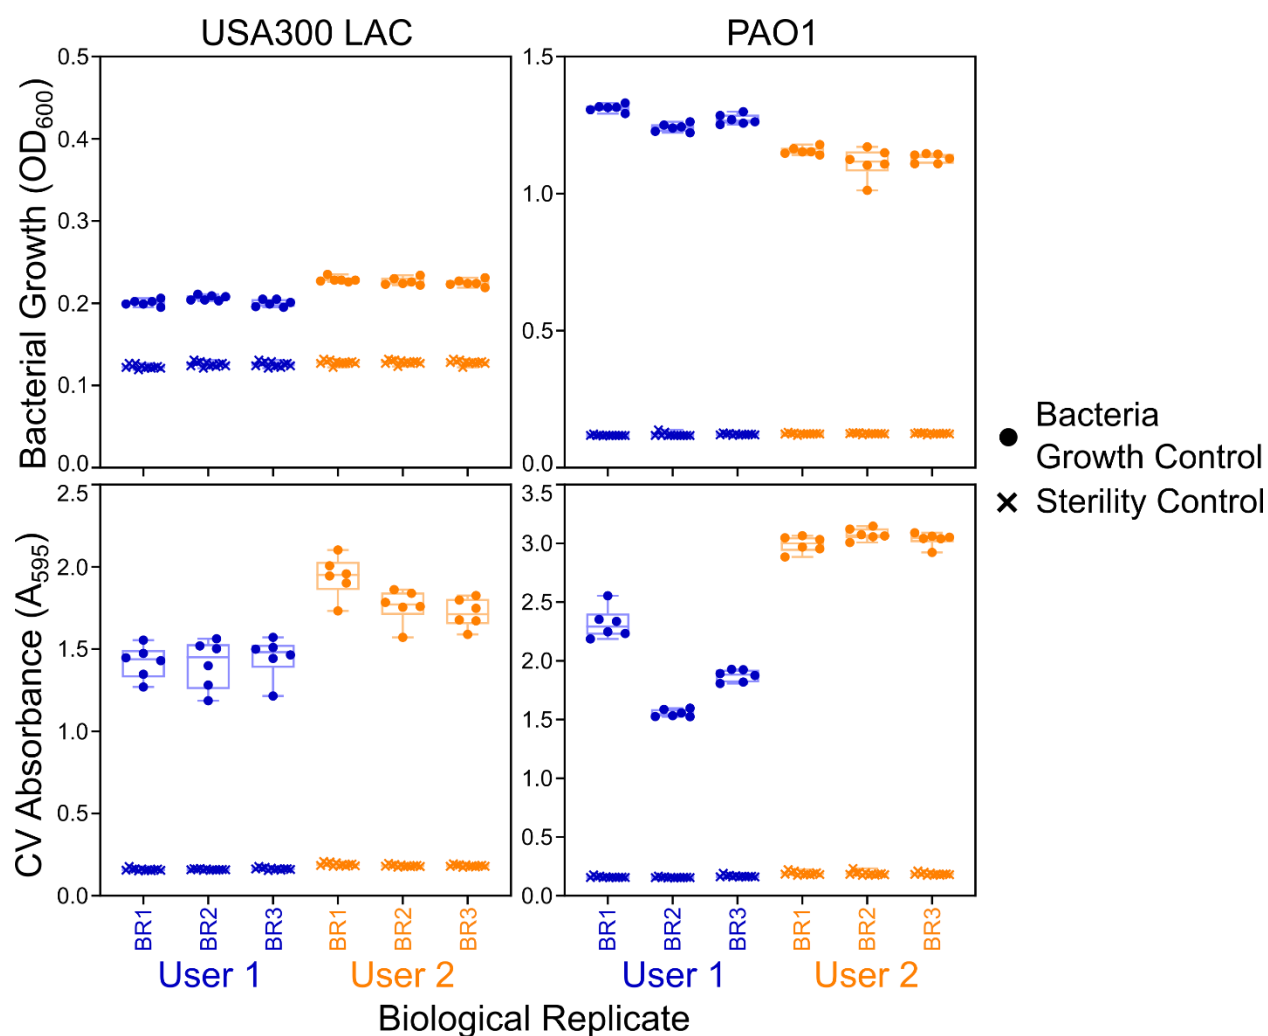 USA300 LAC
PAO1
Bacterial Growth (OD600)
0.5
0.4
0.3
0.2
0.1
0.0
1.5
1.0
0.5
0.0
Bacteria
Growth Control
Sterility Control
CV Absorbance (A595)
2.5
2.0
1.5
1.0
0.5
0.0
3.5
3.0
2.5
2.0
1.5
1.0
0.5
0.0
BR1 BR2 BR3 BR1 BR2 BR3
BR1 BR2 BR3 BR1 BR2 BR3
User 1 User 2
User 1 User 2
Biological Replicate